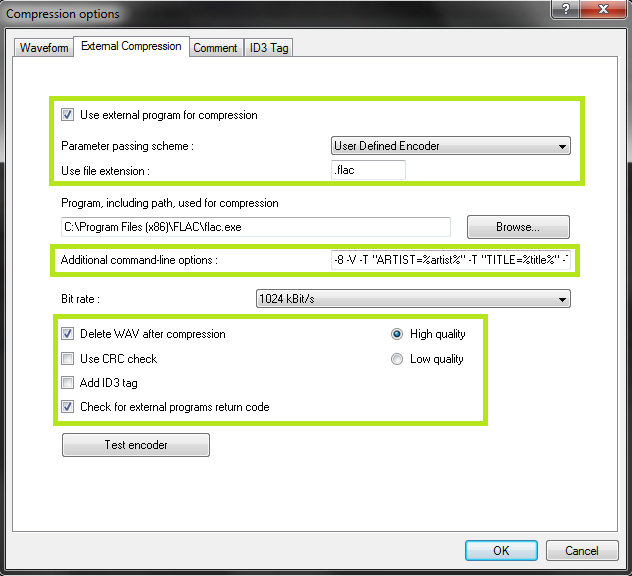 Compression options
Waveform External Compression Comment ID3 Tag
Use external program for compression
Parameter passing scheme : User Defined Encoder
Use file extension : .flac
Program, including path, used for compression
C:\Program Files (x86)\FLAC\flac.exe Browse...
Additional command-line options : -8 -V -T "ARTIST=%artist%" -T "TITLE=%title%" -T
Bit rate : 1024 kBit/s
Delete WAV after compression High quality
Use CRC check Low quality
Add ID3 tag
Check for external programs return code
Test encoder
OK Cancel